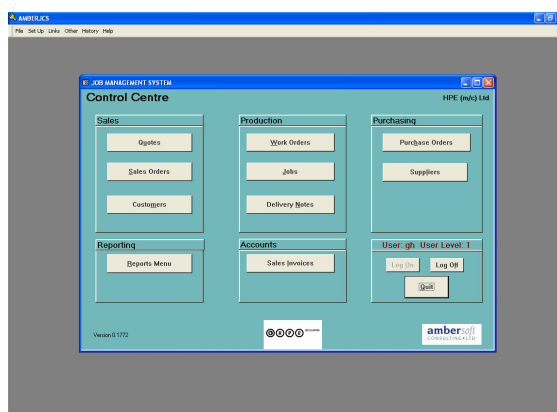 AMBERJCS
File Set Up Links Other History Help
JOB MANAGEMENT SYSTEM
Control Centre
HPE (m/c) Ltd
Sales
Quotes
Sales Orders
Customers
Production
Work Orders
Jobs
Delivery Notes
Purchasing
Purchase Orders
Suppliers
Reporting
Reports Menu
Accounts
Sales Invoices
User: gh User Level: 1
Log On
Log Off
Quit
Version 0.1772
ambersoft
CONSULTING LTD